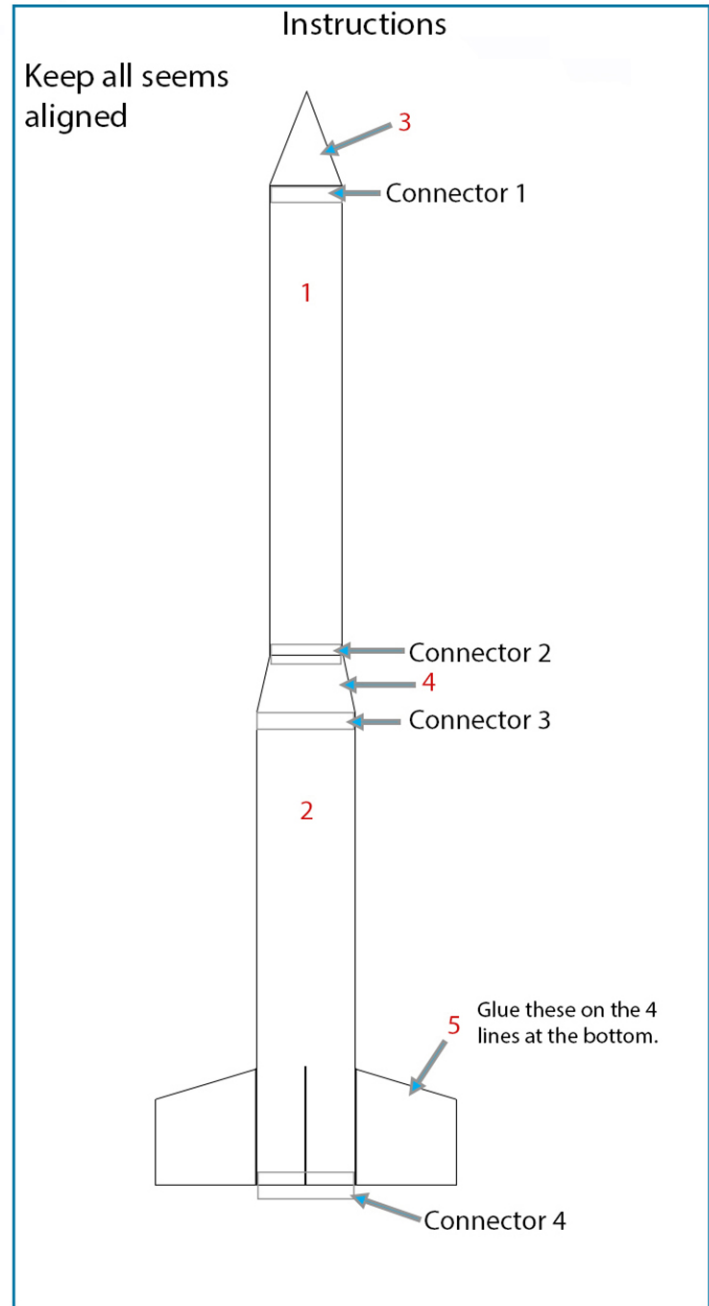 Instructions
Keep all seems
aligned
3
Connector 1
1
Connector 2
4
Connector 3
2
5
Glue these on the 4
lines at the bottom.
Connector 4